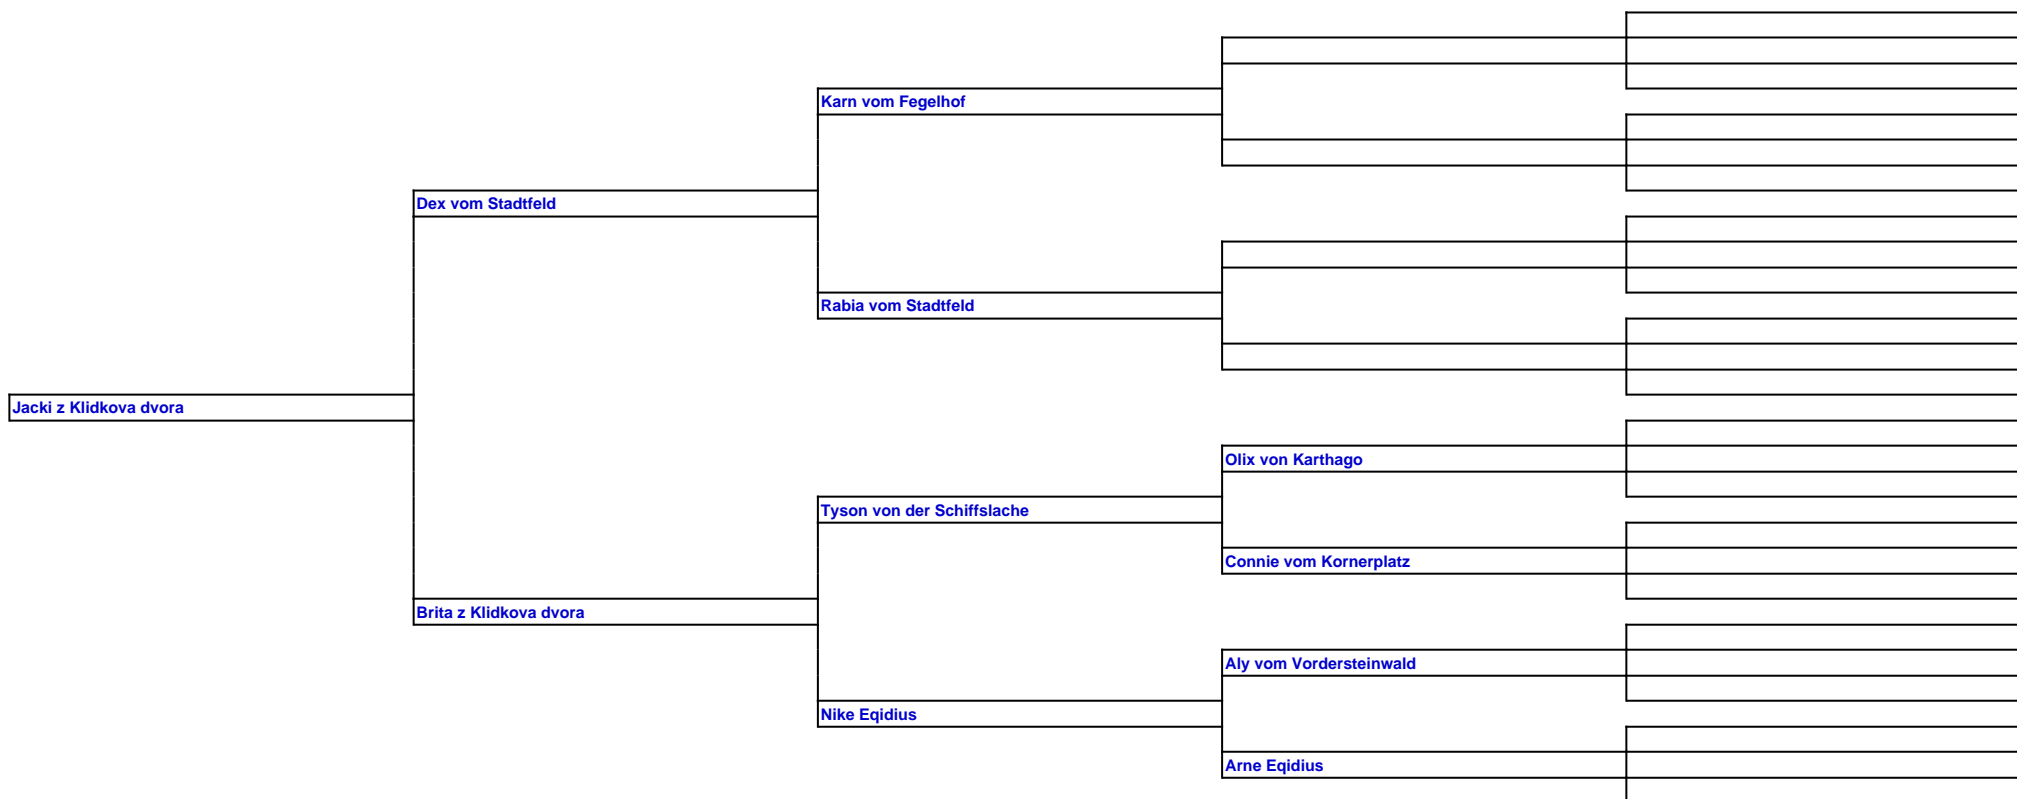 Karn vom Fegelhof
Dex vom Stadtfeld
Rabia vom Stadtfeld
Jacki z Klidkova dvora
Olix von Karthago
Tyson von der Schiffslache
Connie vom Kornerplatz
Brita z Klidkova dvora
Aly vom Vordersteinwald
Nike Eqidius
Arne Eqidius